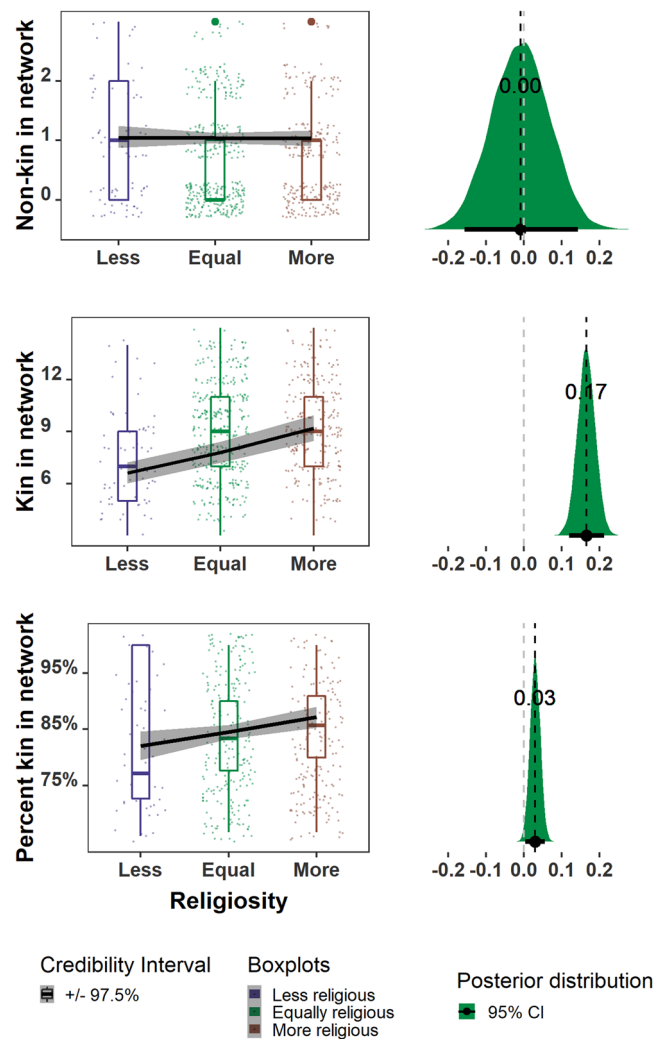 Non-kin in network
2
1
0
Less Equal More
0.00
-0.2 -0.1 0.0 0.1 0.2
Kin in network
12
9
6
Less Equal More
0.17
-0.2 -0.1 0.0 0.1 0.2
Percent kin in network
95%
85%
75%
Less Equal More
Religiosity
0.03
-0.2 -0.1 0.0 0.1 0.2
Credibility Interval
+/- 97.5%
Boxplots
Less religious
Equally religious
More religious
Posterior distribution
95% CI